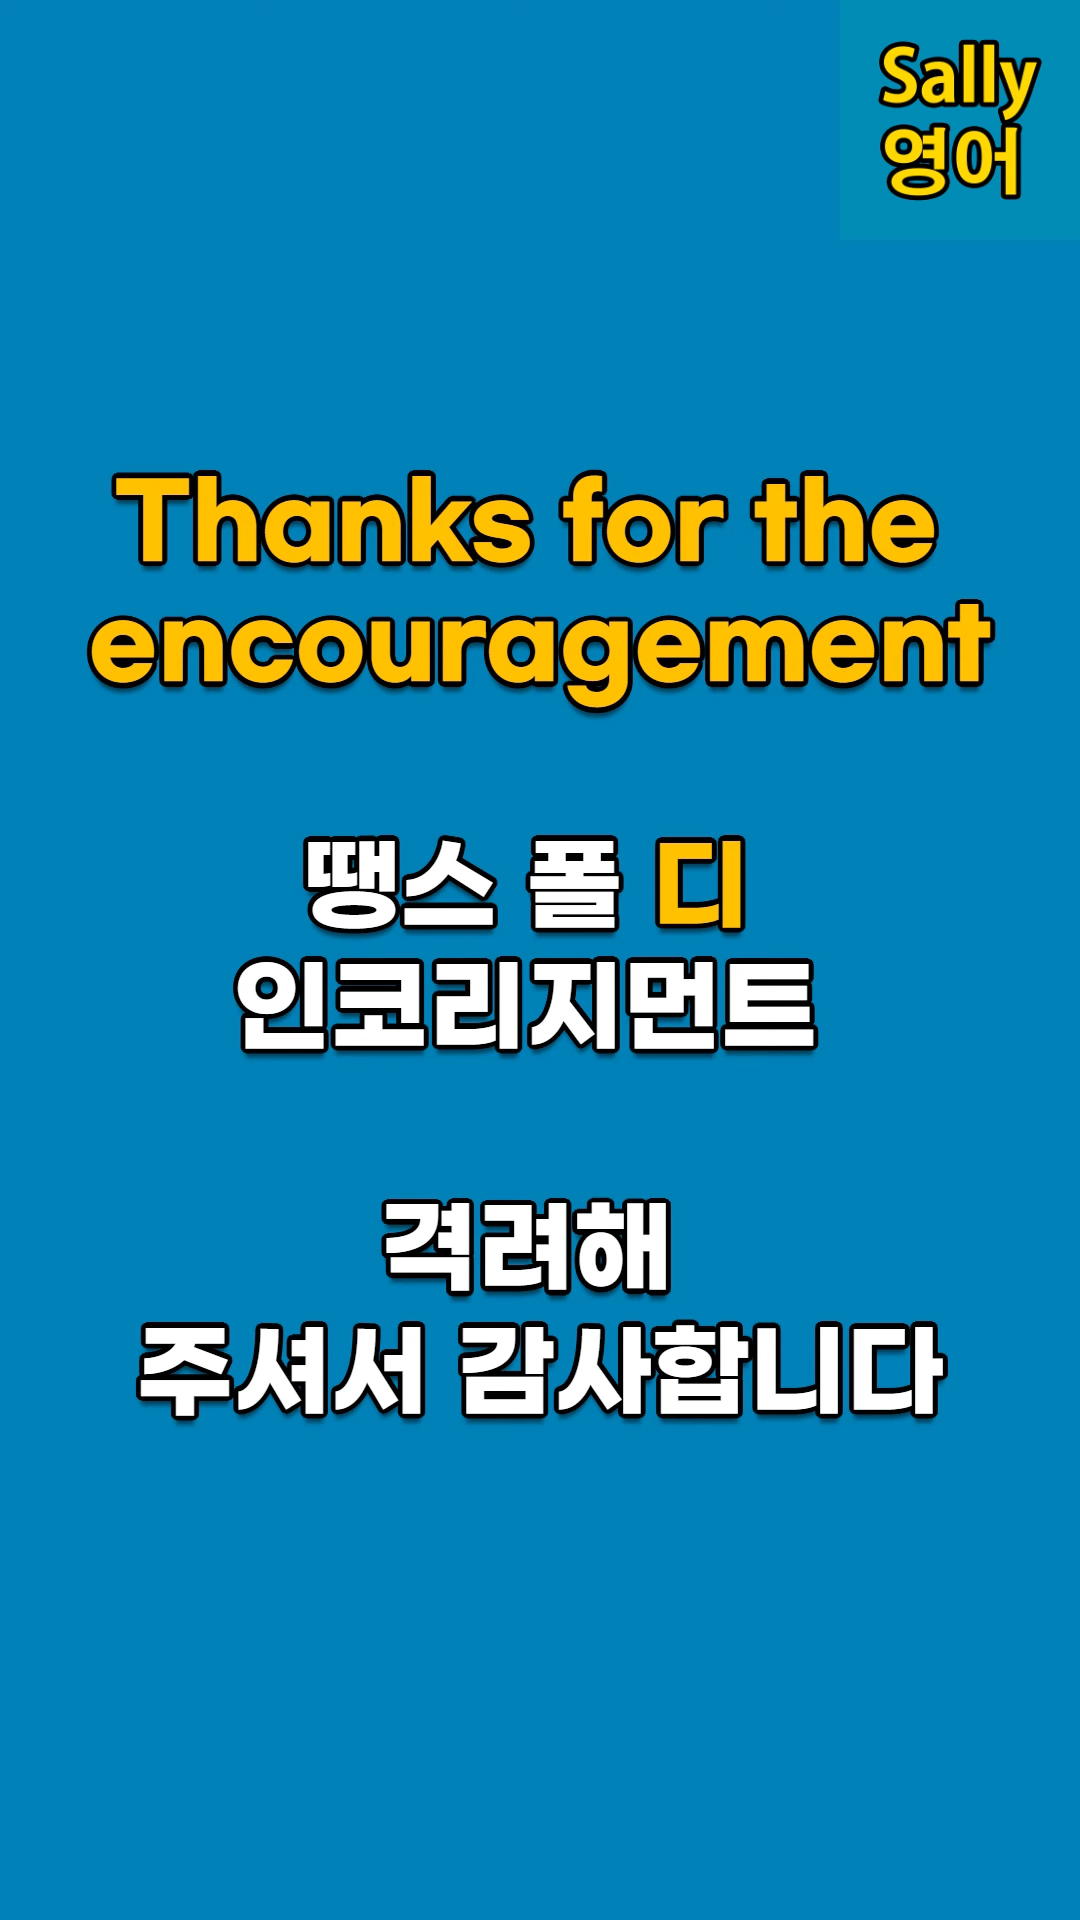 Sally
영어
Thanks for the
encouragement
땡스 폴 디
인코리지먼트
격려해
주셔서 감사합니다